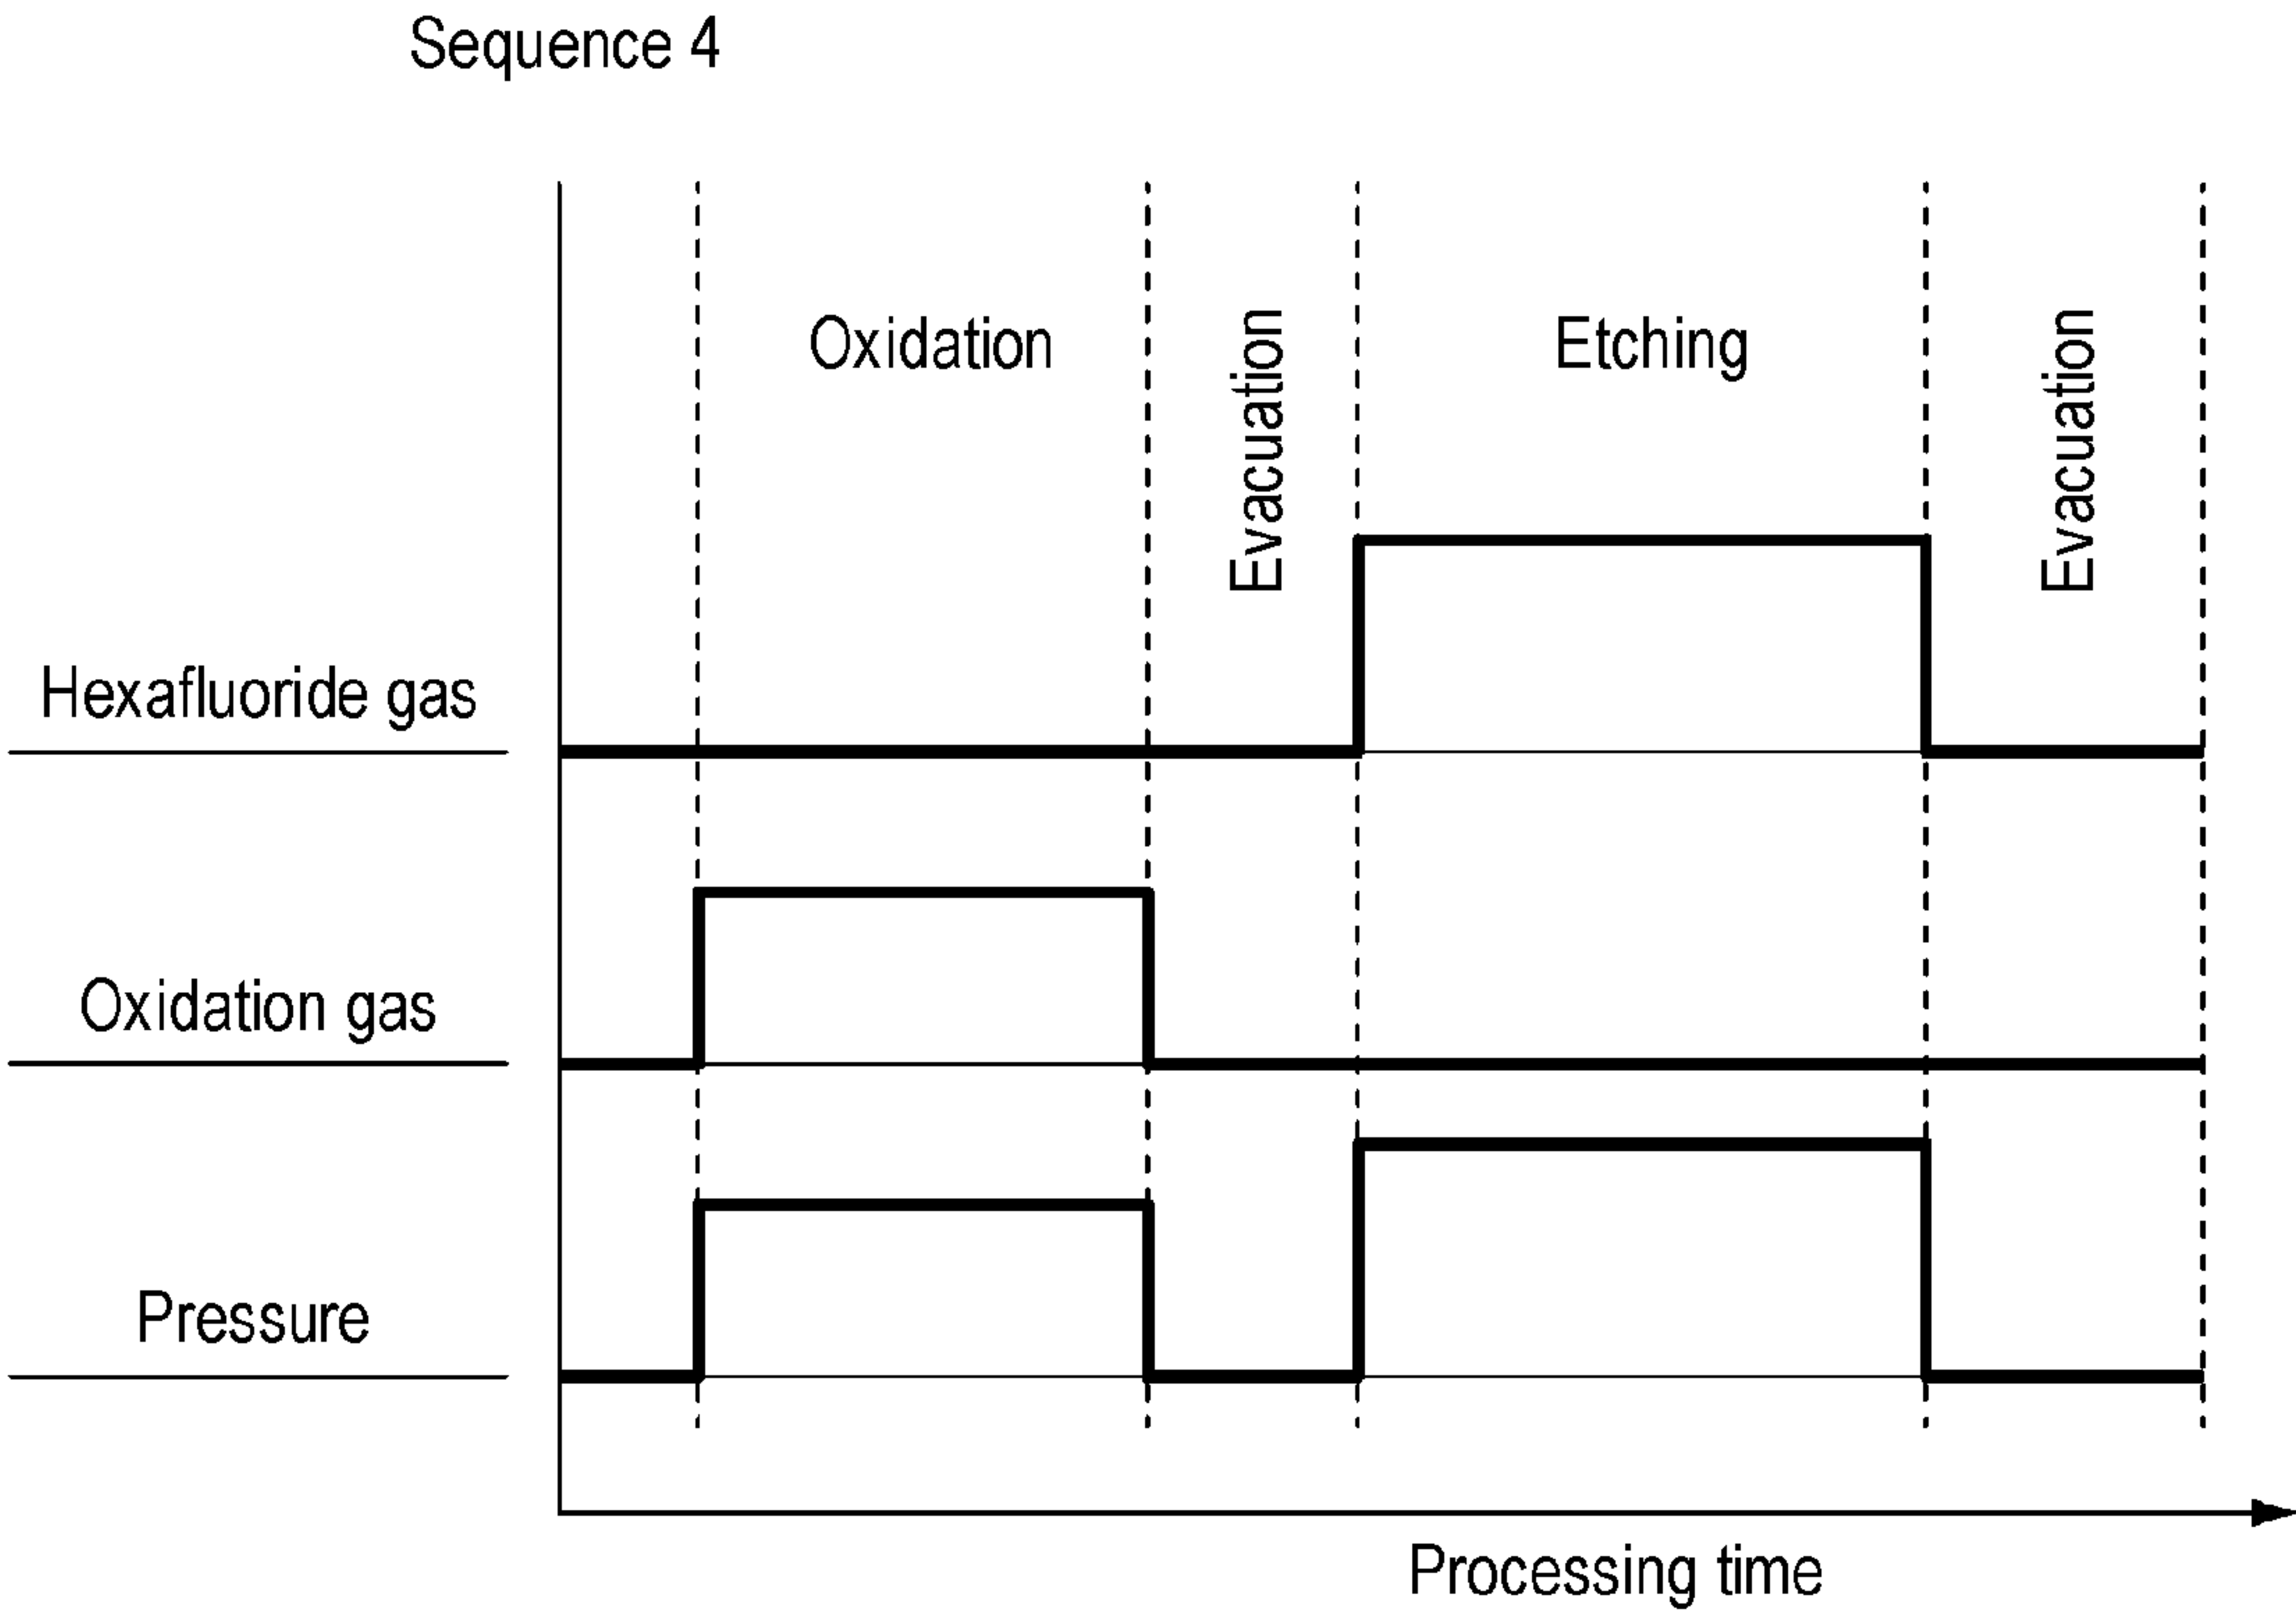 Sequence 4
Oxidation
Evacuation
Etching
Evacuation
Hexafluoride gas
Oxidation gas
Pressure
Processing time